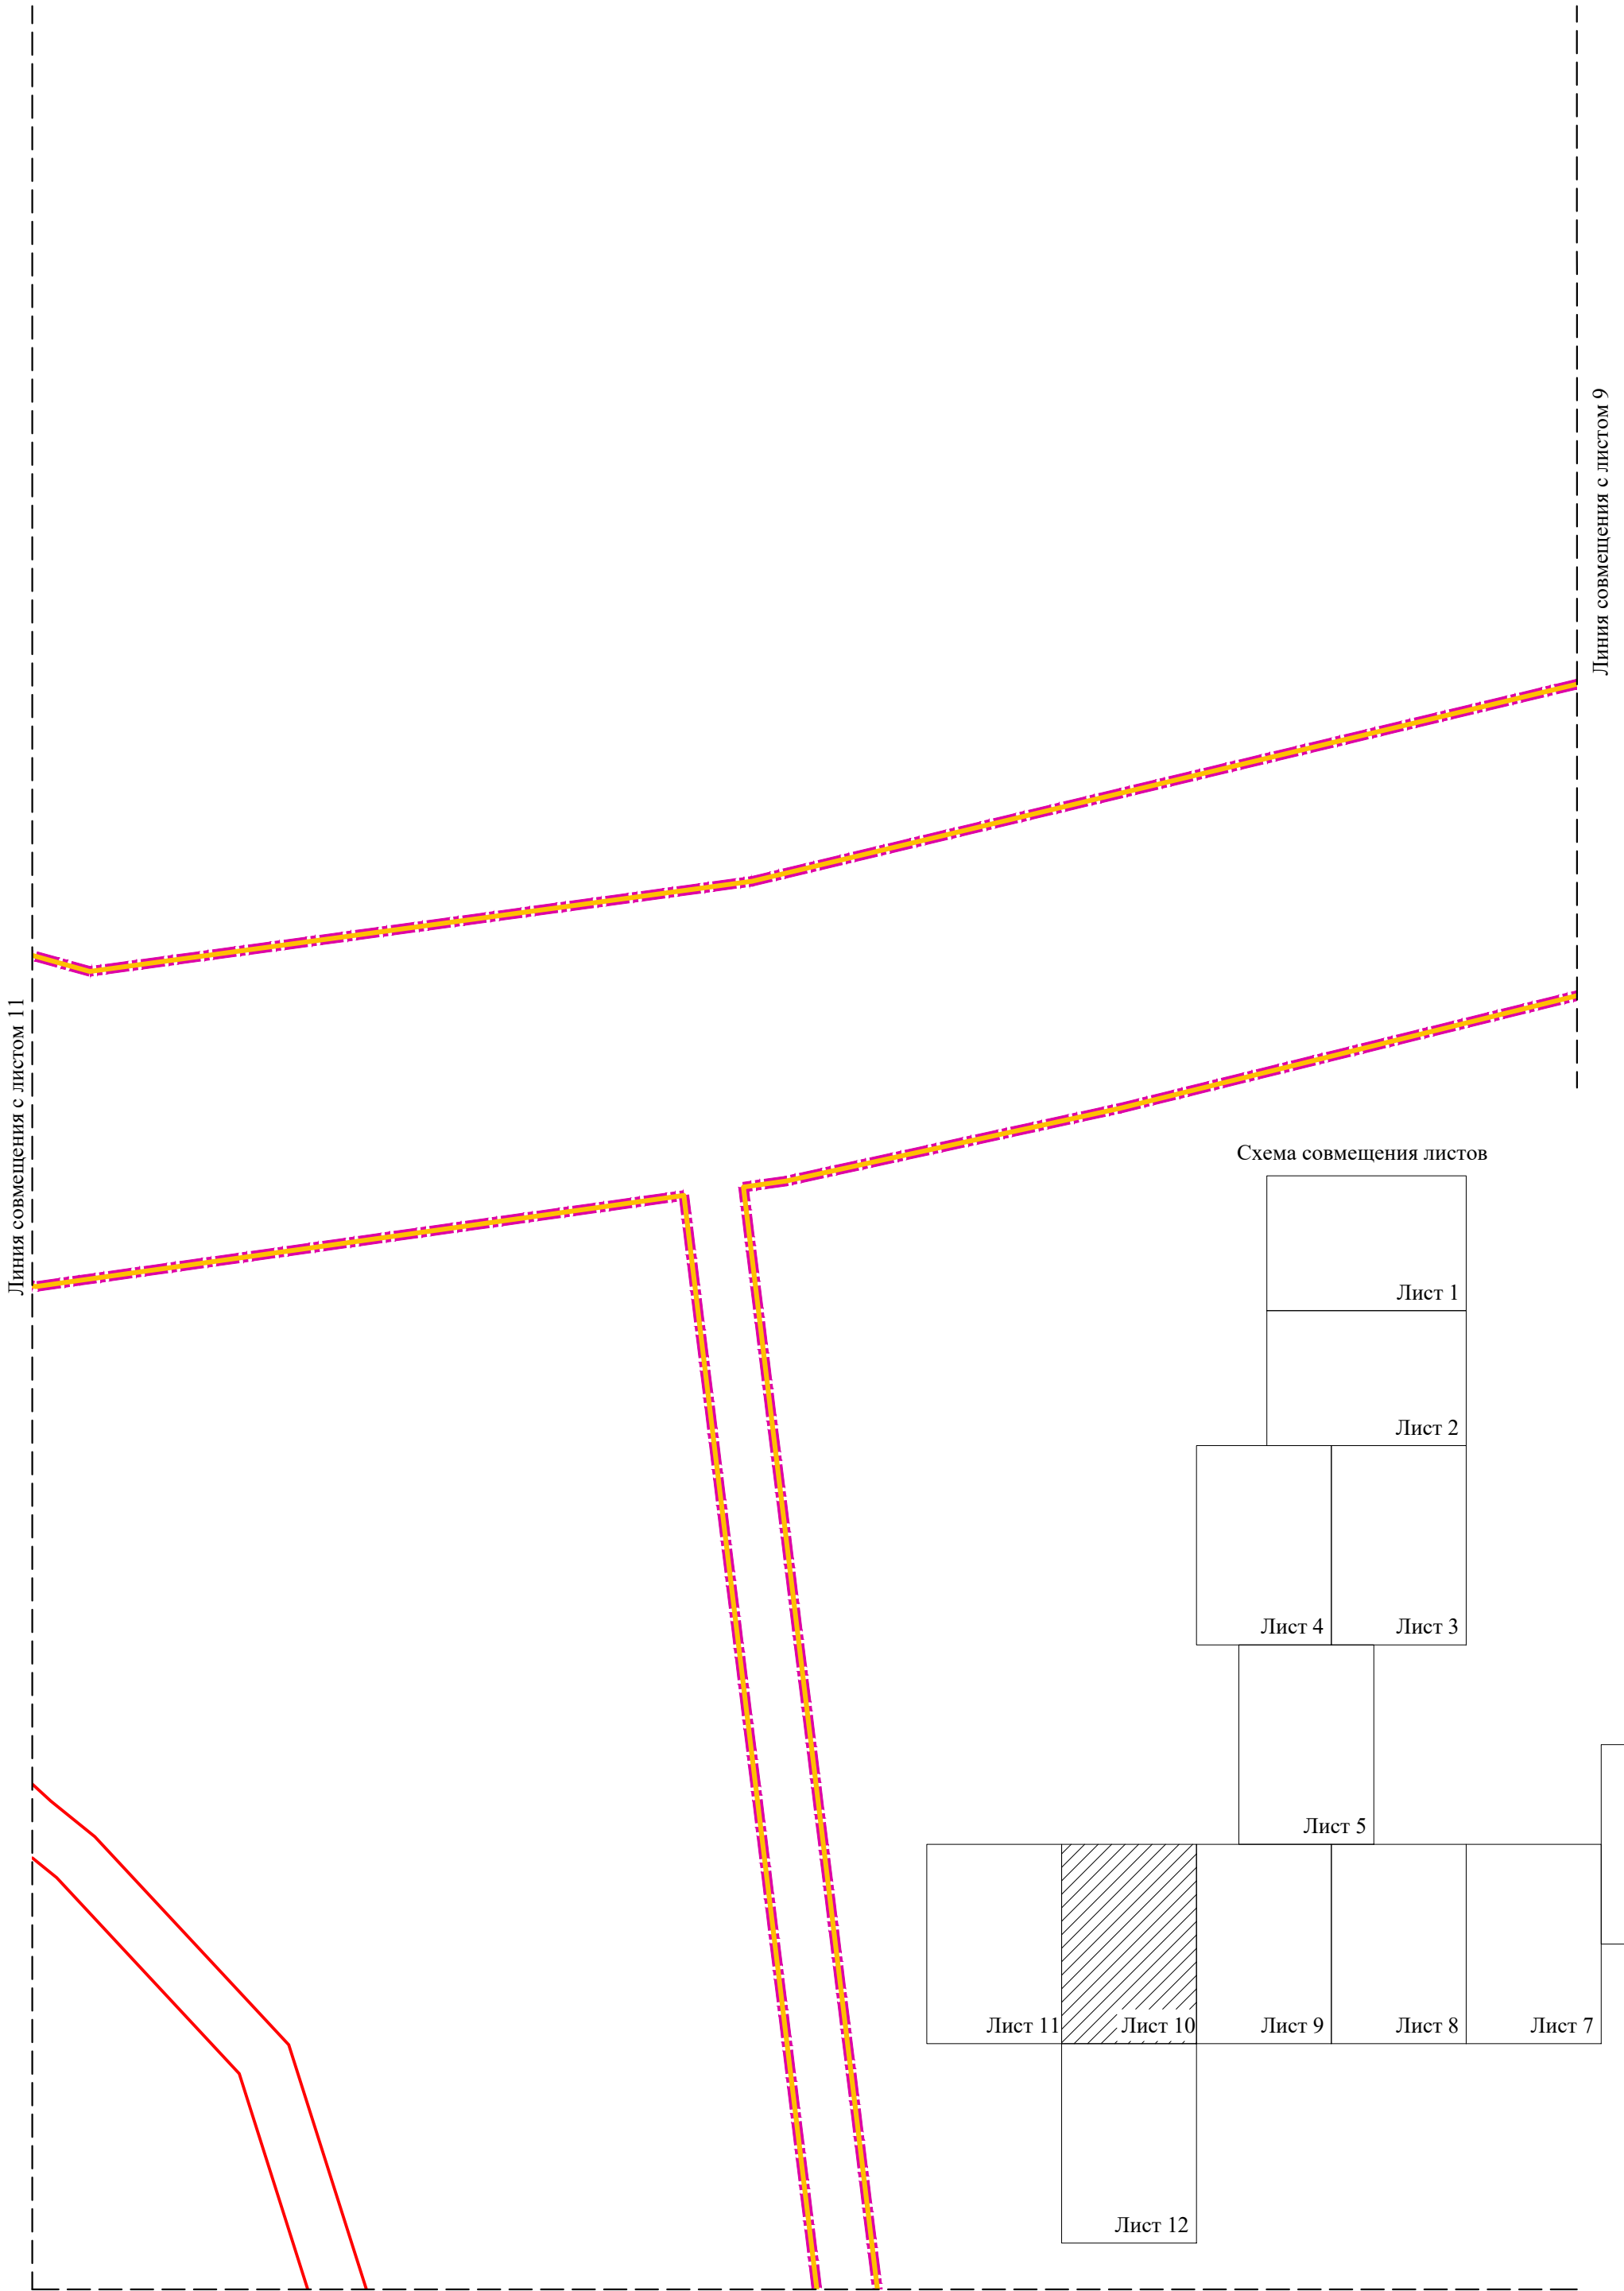 Линия совмещения с листом 9
Линия совмещения с листом 11
Схема совмещения листов
Лист 1
Лист 2
Лист 4
Лист 3
Лист 5
Лист 11
Лист 10
Лист 9
Лист 8
Лист 7
Лист 12